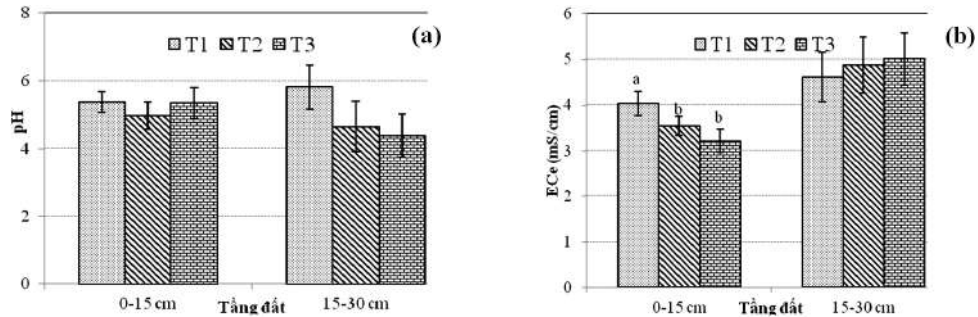 8
6
4
2
0
pH
T1 T2 T3
(a)
0-15 cm Tầng đất 15-30 cm
6
5
4
3
2
1
0
ECe (mS/cm)
T1 T2 T3
(b)
a
b
b
0-15 cm Tầng đất 15-30 cm